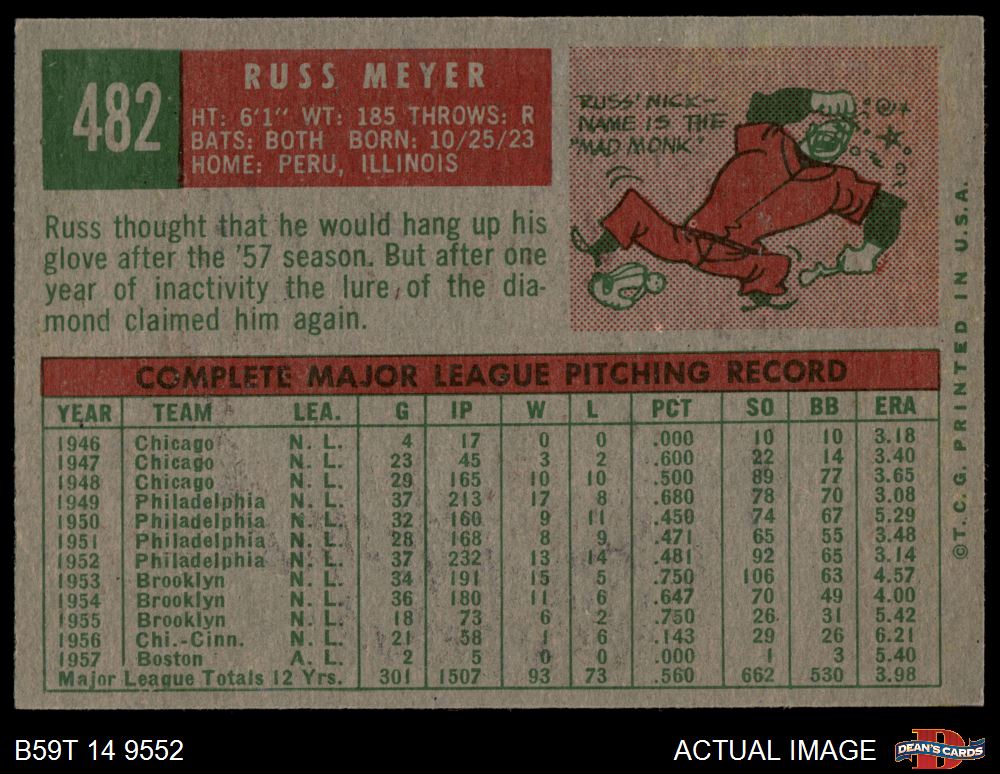 482
RUSS MEYER
HT: 6'1" WT: 185 THROWS: R
BATS: BOTH BORN: 10/25/23
HOME: PERU, ILLINOIS
RUSS' NICK-
NAME IS THE
"MAD MONK"
Russ thought that he would hang up his
glove after the '57 season. But after one
year of inactivity the lure of the dia-
mond claimed him again.
COMPLETE MAJOR LEAGUE PITCHING RECORD
YEAR TEAM LEA. G IP W L PCT SO BB ERA
1946 Chicago N. L. 4 17 0 0 .000 10 10 3.18
1947 Chicago N. L. 23 45 3 2 .600 22 14 3.40
1948 Chicago N. L. 29 165 10 10 .500 89 77 3.65
1949 Philadelphia N. L. 37 213 17 8 .680 78 70 3.08
1950 Philadelphia N. L. 32 160 9 11 .450 74 67 5.29
1951 Philadelphia N. L. 28 168 8 9 .471 65 55 3.48
1952 Philadelphia N. L. 37 232 13 14 .481 92 65 3.14
1953 Brooklyn N. L. 34 191 15 5 .750 106 63 4.57
1954 Brooklyn N. L. 36 180 11 6 .647 70 49 4.00
1955 Brooklyn N. L. 18 73 6 2 .750 26 31 5.42
1956 Chi.-Cinn. N. L. 21 58 1 6 .143 29 26 6.21
1957 Boston A. L. 2 5 0 0 .000 1 3 5.40
Major League Totals 12 Yrs. 301 1507 93 73 .560 662 530 3.98
©T. C. G. PRINTED IN U.S.A.
B59T 14 9552
ACTUAL IMAGE
DEAN'S CARDS